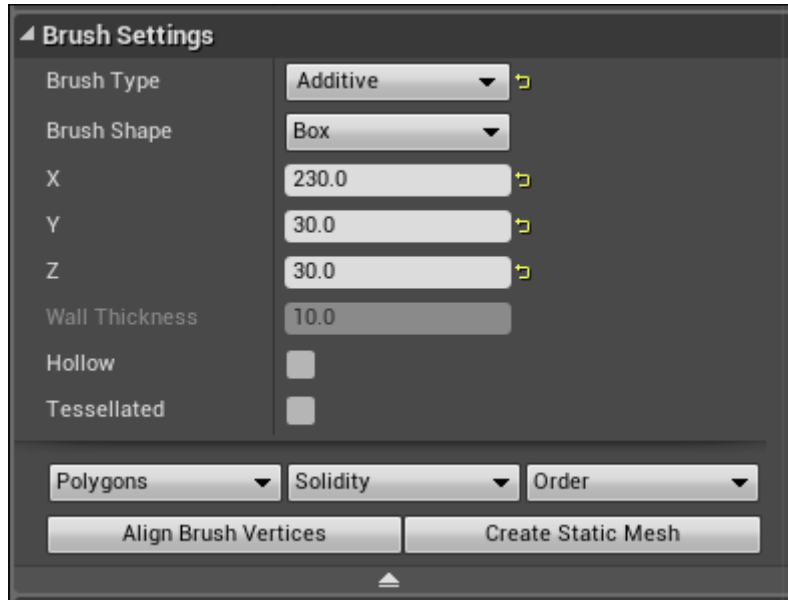 Brush Settings
Brush Type Additive
Brush Shape Box
X 230.0
Y 30.0
Z 30.0
Wall Thickness 10.0
Hollow
Tessellated
Polygons Solidity Order
Align Brush Vertices Create Static Mesh